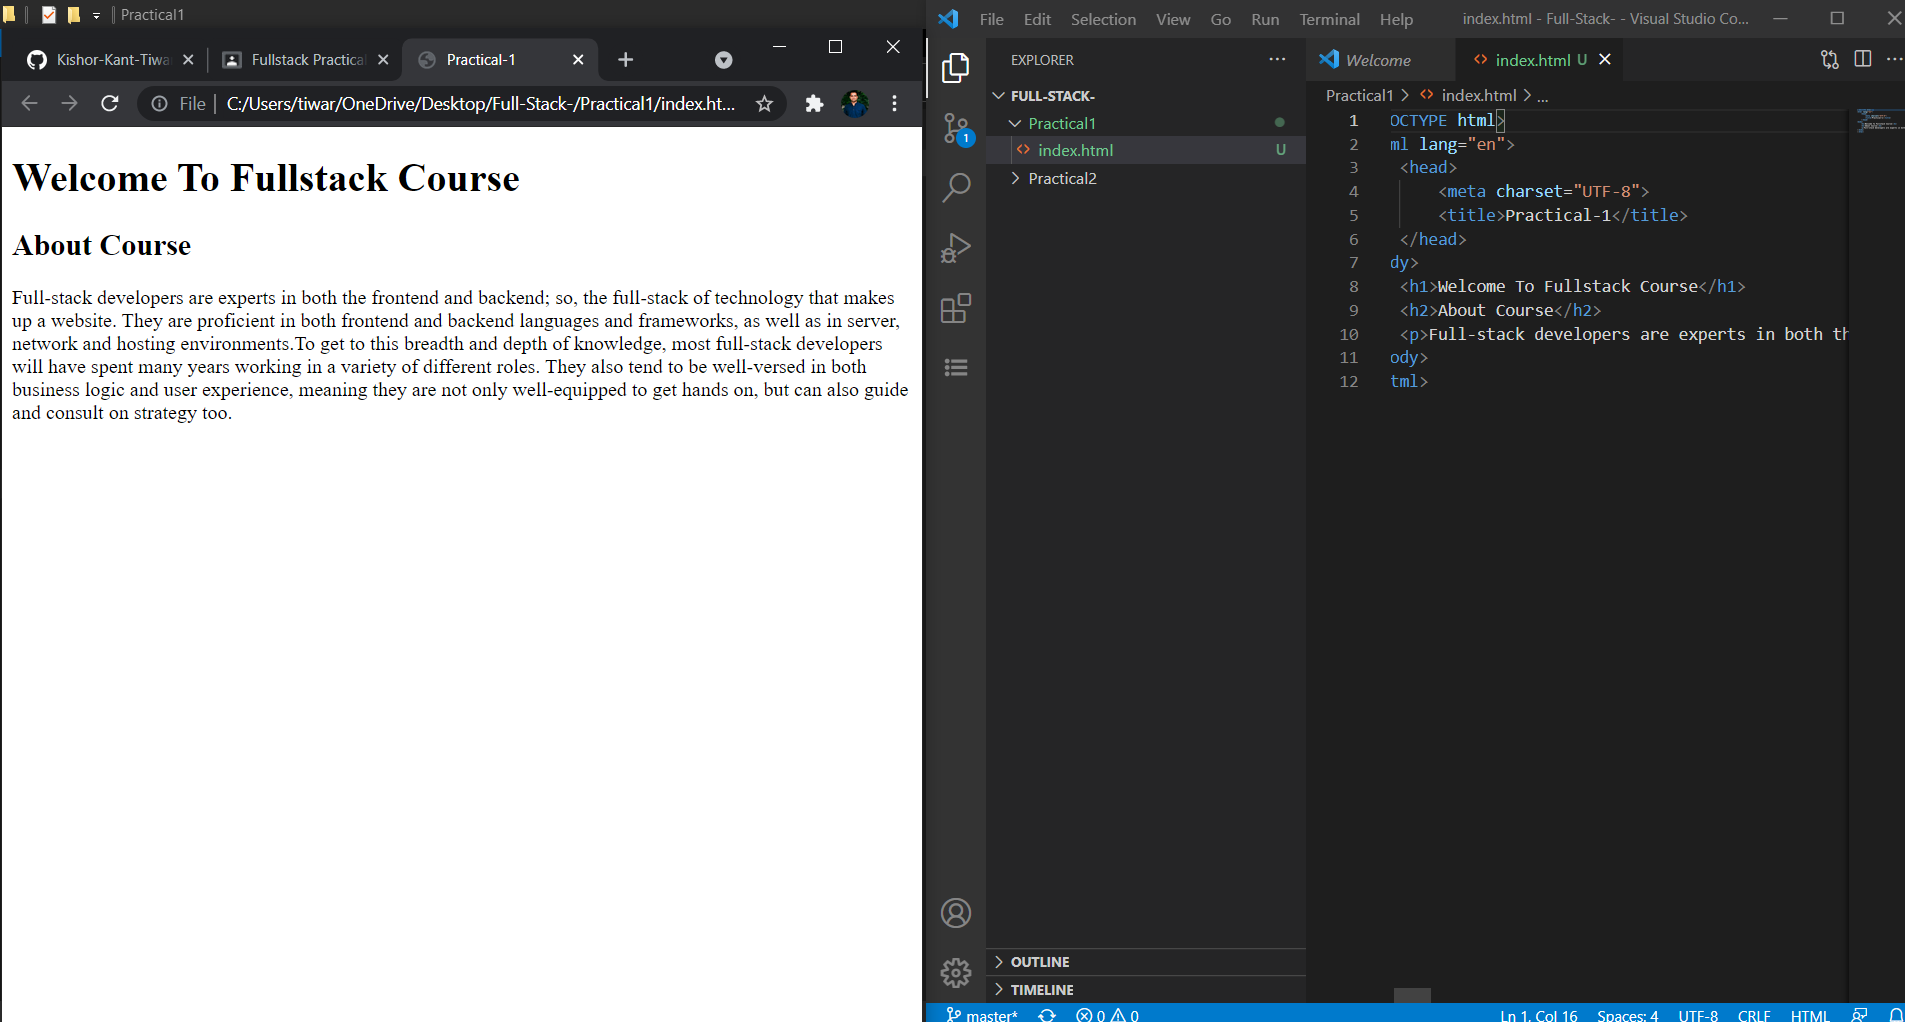 Practical1
Kishor-Kant-Tiwa
Fullstack Practical
Practical-1
File
C:/Users/tiwar/OneDrive/Desktop/Full-Stack-/Practical1/index.ht...
Welcome To Fullstack Course
About Course
Full-stack developers are experts in both the frontend and backend; so, the full-stack of technology that makes
up a website. They are proficient in both frontend and backend languages and frameworks, as well as in server,
network and hosting environments.To get to this breadth and depth of knowledge, most full-stack developers
will have spent many years working in a variety of different roles. They also tend to be well-versed in both
business logic and user experience, meaning they are not only well-equipped to get hands on, but can also guide
and consult on strategy too.
File Edit Selection View Go Run Terminal Help
index.html - Full-Stack- - Visual Studio Co...
EXPLORER
FULL-STACK-
Practical1
index.html U
Practical2
1
OUTLINE
TIMELINE
Welcome
index.html U
Practical1 > index.html > ...
1 OCTYPE html>
2 ml lang="en">
3 <head>
4 <meta charset="UTF-8">
5 <title>Practical-1</title>
6 </head>
7 dy>
8 <h1>Welcome To Fullstack Course</h1>
9 <h2>About Course</h2>
10 <p>Full-stack developers are experts in both th
11 ody>
12 tml>
master* 0 0 Ln 1, Col 16 Spaces: 4 UTF-8 CRLF HTML